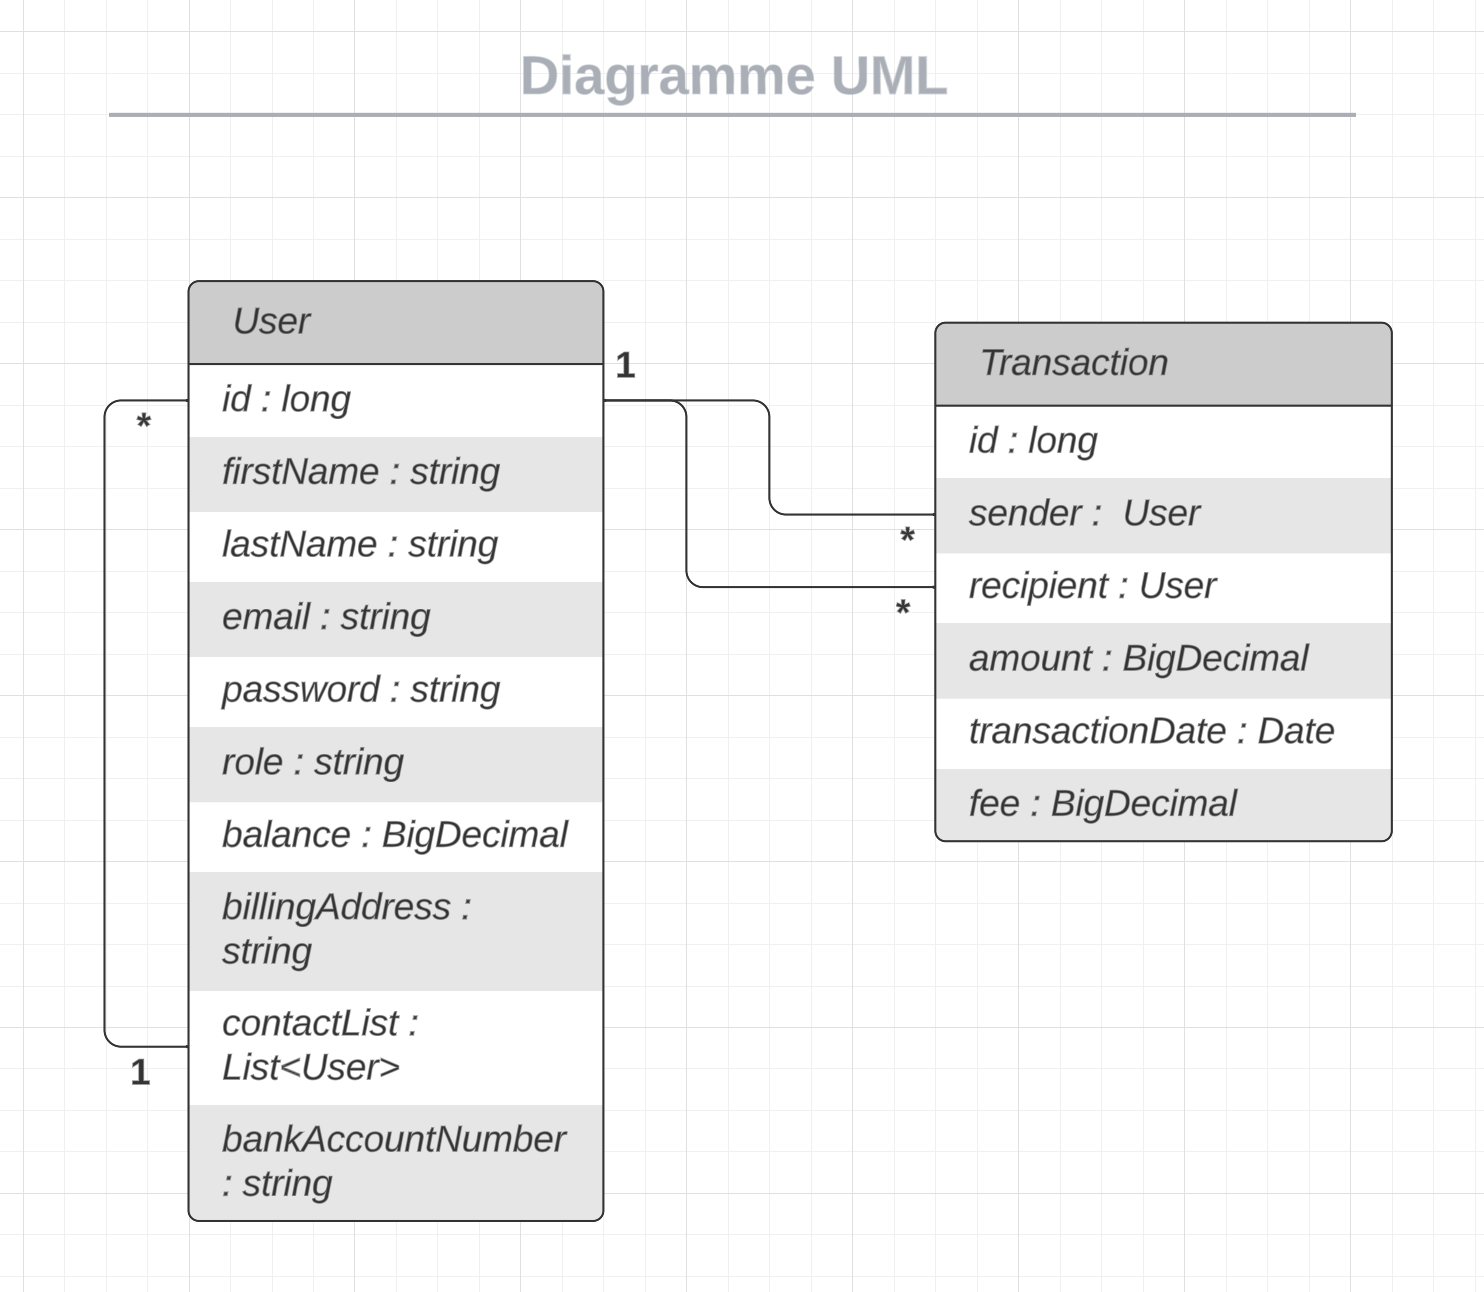 Diagramme UML
User
id : long
firstName : string
lastName : string
email : string
password : string
role : string
balance : BigDecimal
billingAddress :
string
contactList :
List<User>
bankAccountNumber
: string
*
1
1
*
*
Transaction
id : long
sender :  User
recipient : User
amount : BigDecimal
transactionDate : Date
fee : BigDecimal